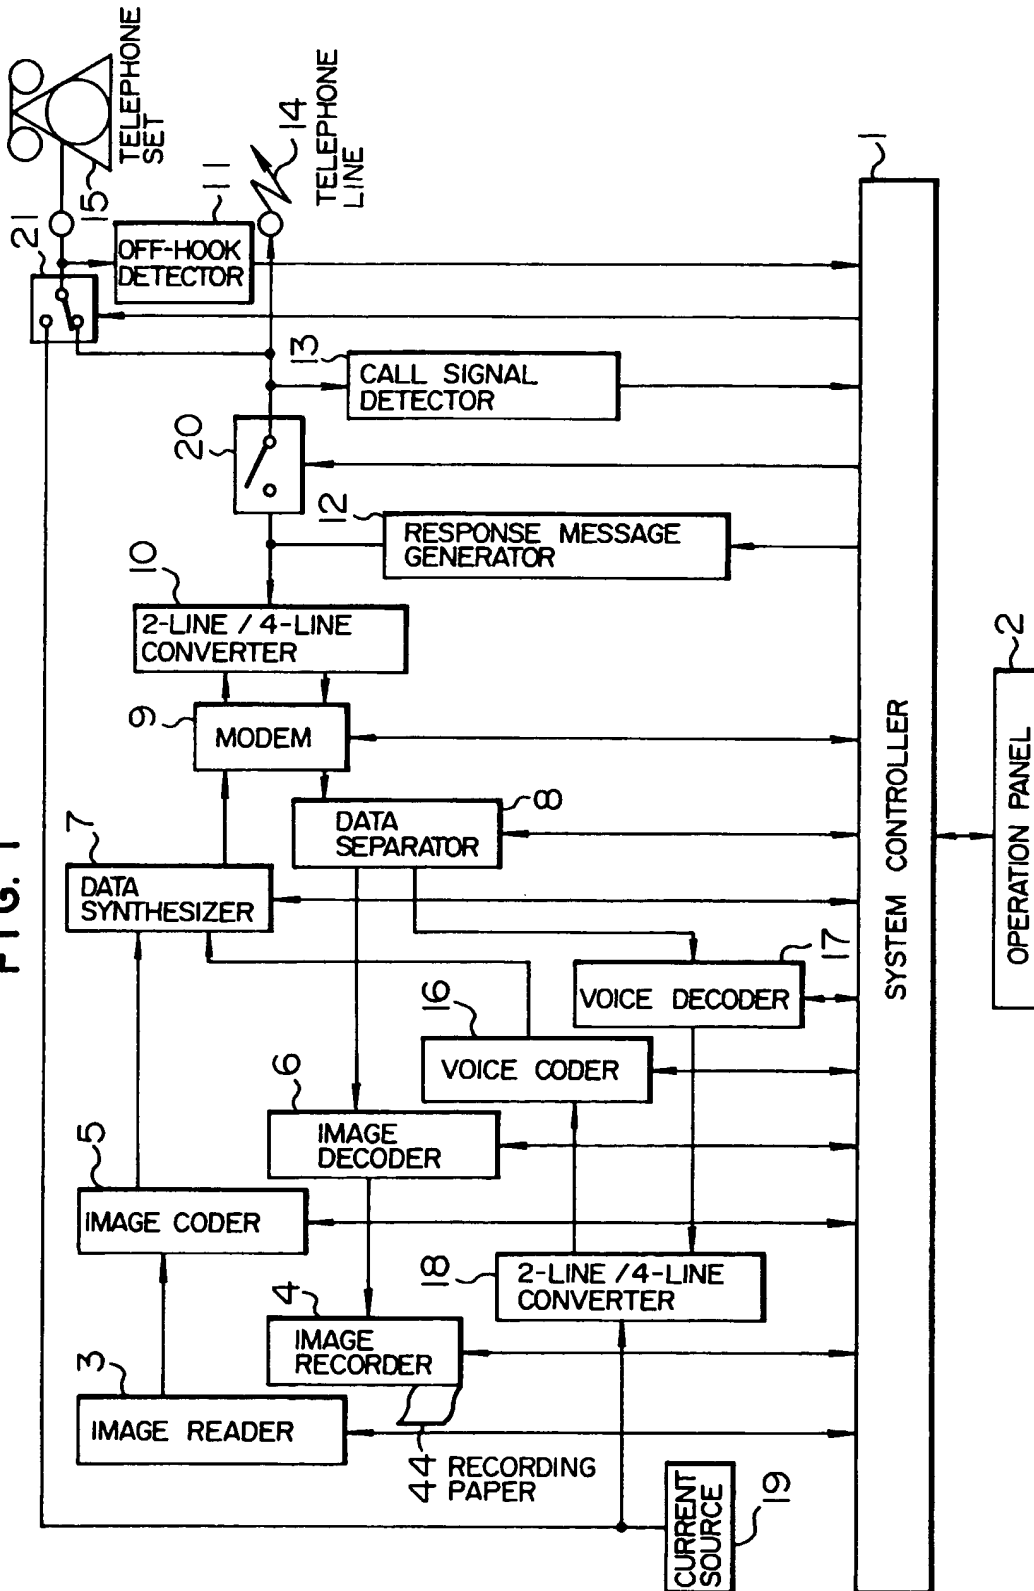 FIG. 1
TELEPHONE
SET
15
21
11
OFF-HOOK
DETECTOR
14
TELEPHONE
LINE
13
CALL SIGNAL
DETECTOR
20
12
RESPONSE MESSAGE
GENERATOR
10
2-LINE / 4-LINE
CONVERTER
9
MODEM
8
DATA
SEPARATOR
7
DATA
SYNTHESIZER
17
VOICE DECODER
16
VOICE CODER
6
IMAGE
DECODER
5
IMAGE CODER
18
2-LINE / 4-LINE
CONVERTER
4
IMAGE
RECORDER
3
IMAGE READER
44 RECORDING
PAPER
CURRENT
SOURCE
19
1
SYSTEM CONTROLLER
2
OPERATION PANEL